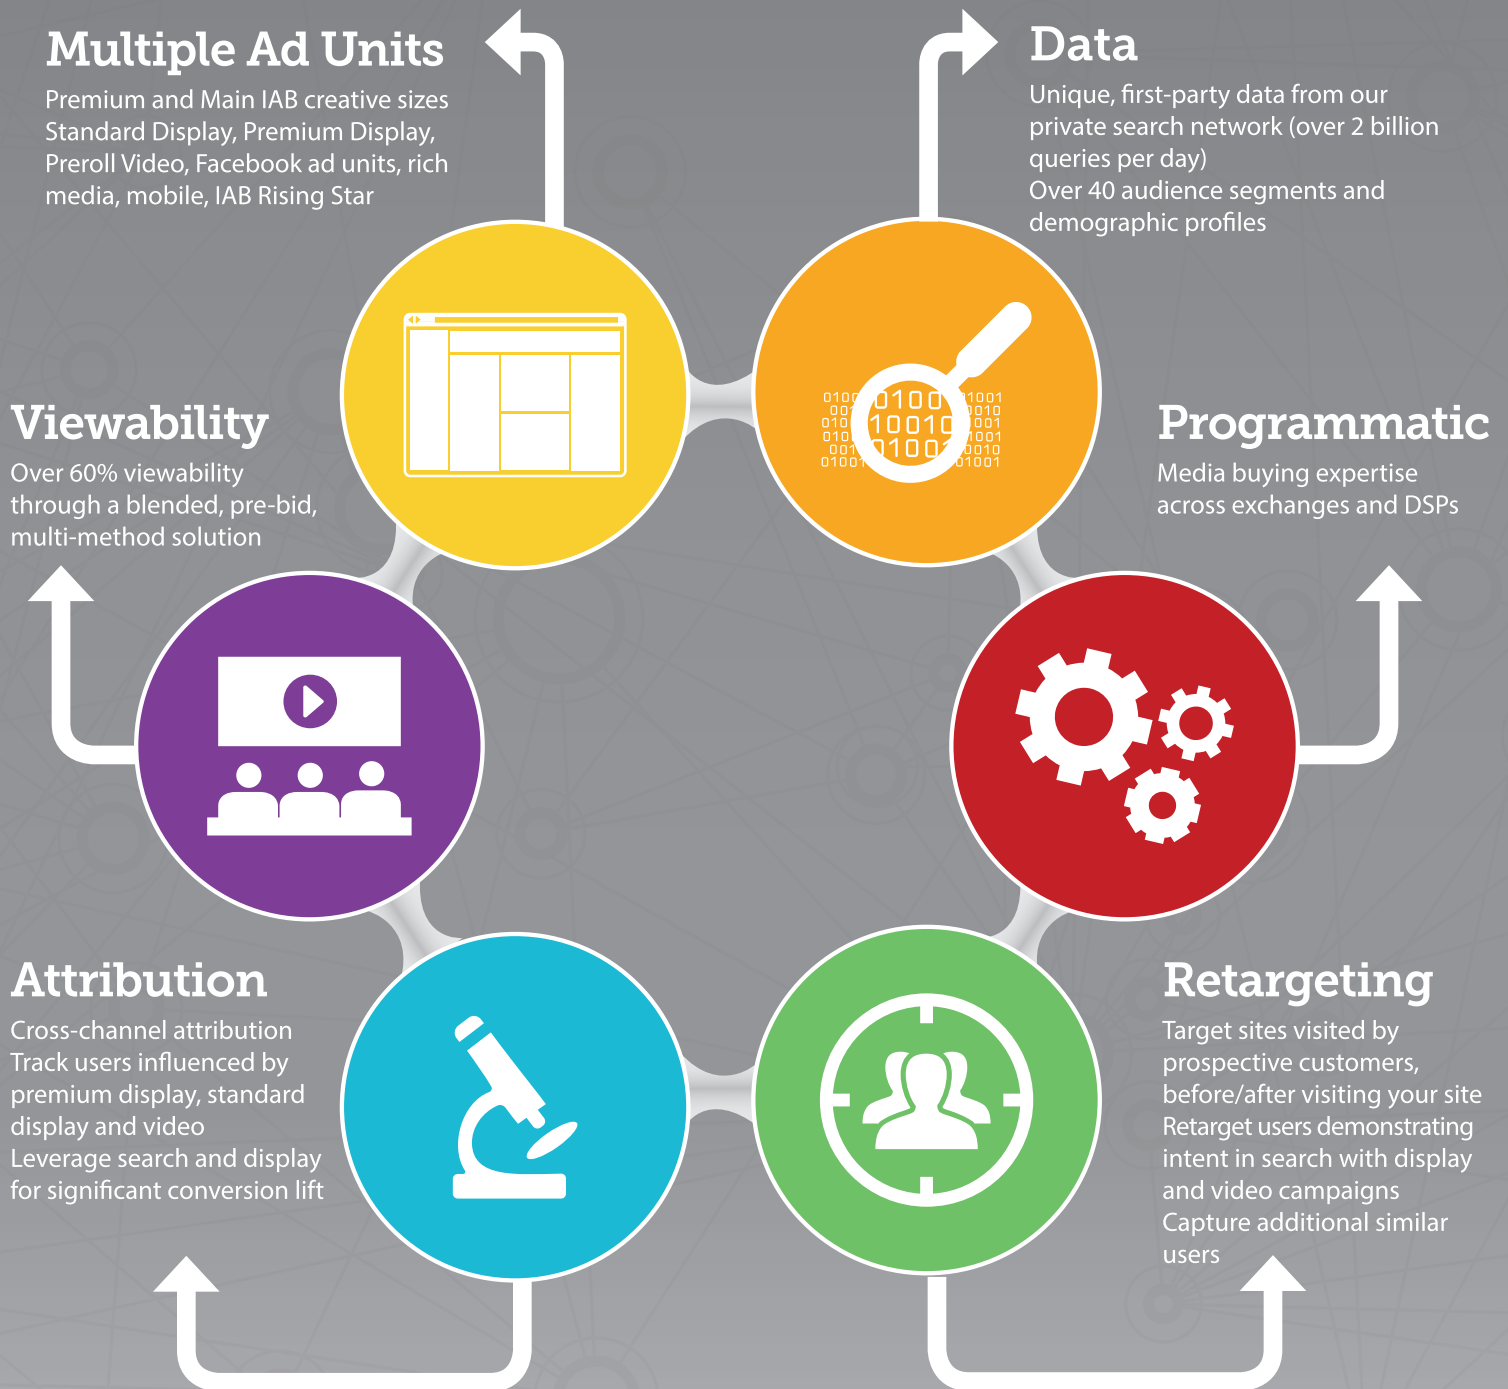 Multiple Ad Units
Premium and Main IAB creative sizes
Standard Display, Premium Display,
Preroll Video, Facebook ad units, rich
media, mobile, IAB Rising Star
Data
Unique, first-party data from our
private search network (over 2 billion
queries per day)
Over 40 audience segments and
demographic profiles
Viewability
Over 60% viewability
through a blended, pre-bid,
multi-method solution
Programmatic
Media buying expertise
across exchanges and DSPs
Attribution
Cross-channel attribution
Track users influenced by
premium display, standard
display and video
Leverage search and display
for significant conversion lift
Retargeting
Target sites visited by
prospective customers,
before/after visiting your site
Retarget users demonstrating
intent in search with display
and video campaigns
Capture additional similar
users